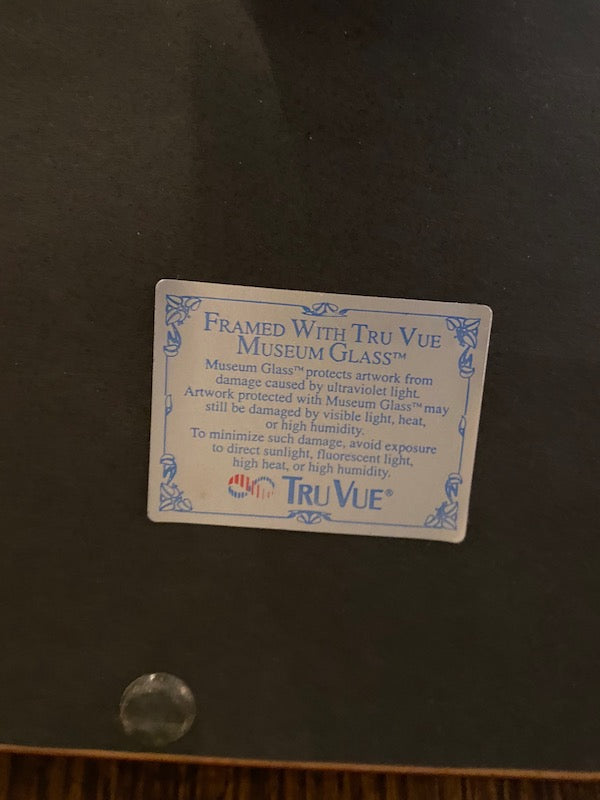 FRAMED WITH TRU VUE
MUSEUM GLASS™
Museum Glass™ protects artwork from
damage caused by ultraviolet light.
Artwork protected with Museum Glass™ may
still be damaged by visible light, heat,
or high humidity.
To minimize such damage, avoid exposure
to direct sunlight, fluorescent light,
high heat, or high humidity.
TRU VUE®